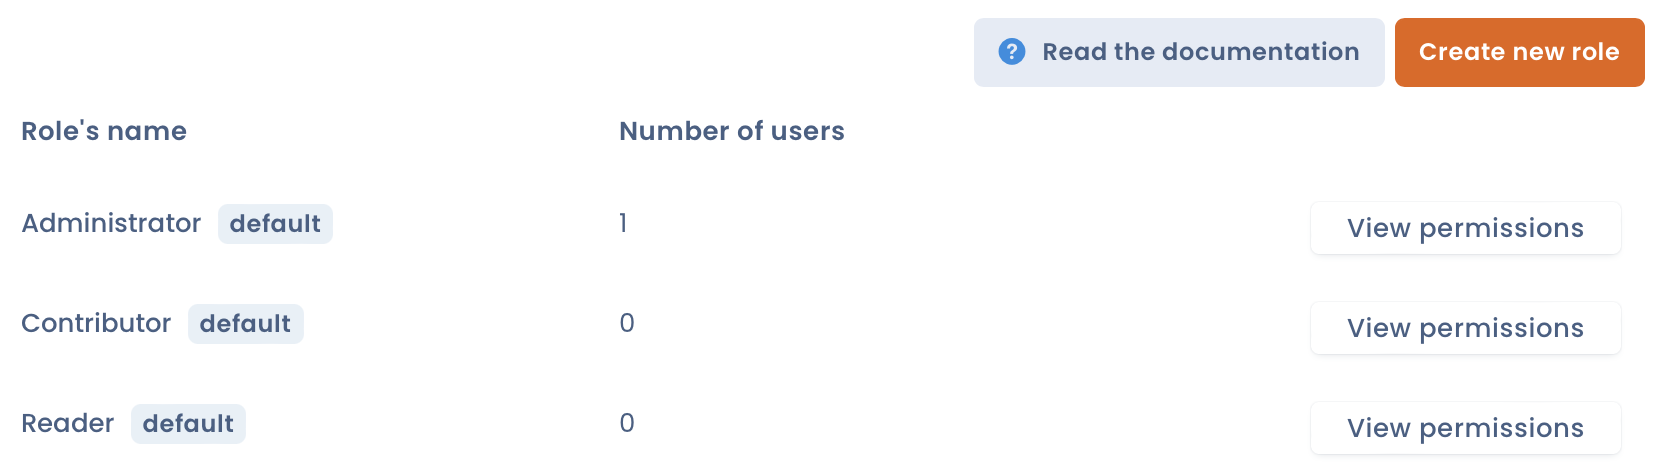 Read the documentation Create new role
Role's name Number of users
Administrator default 1 View permissions
Contributor default 0 View permissions
Reader default 0 View permissions